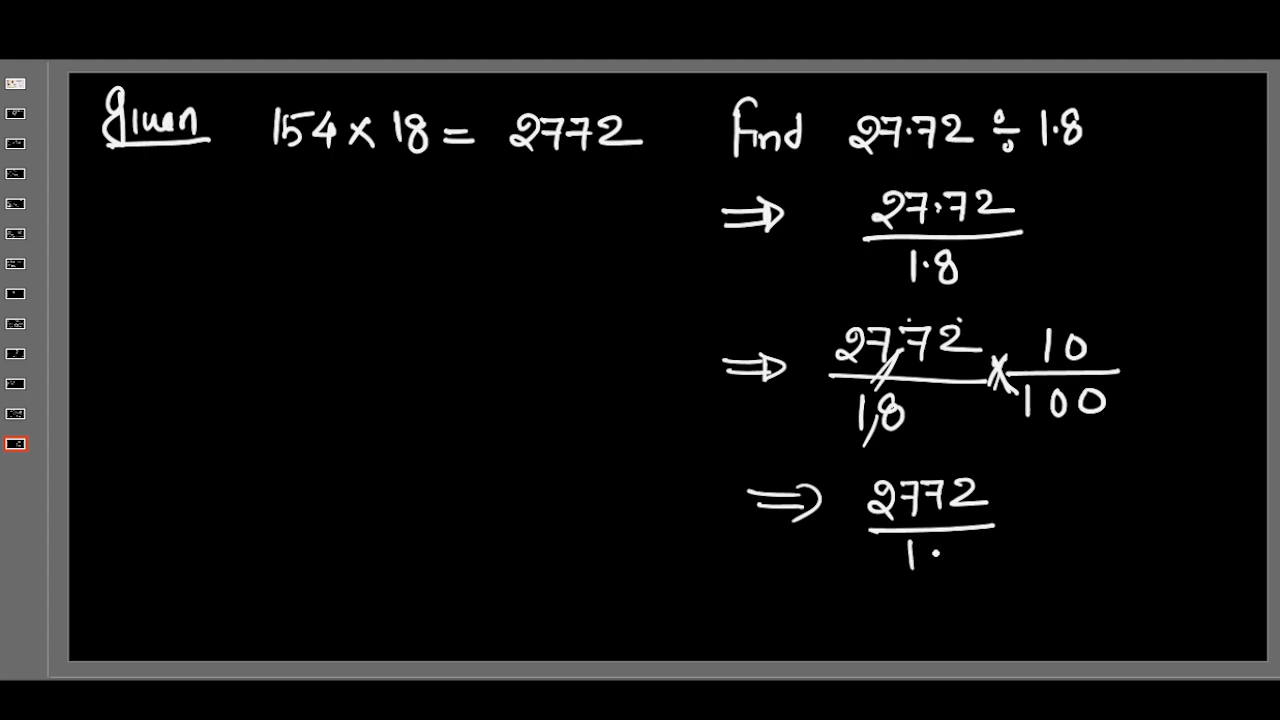 Given 154 × 18 = 2772 Find 27.72 ÷ 1.8
⇒ 27.72 / 1.8
⇒ 27.72 / 1.8 × 10 / 100
⇒ 2772 / 1.